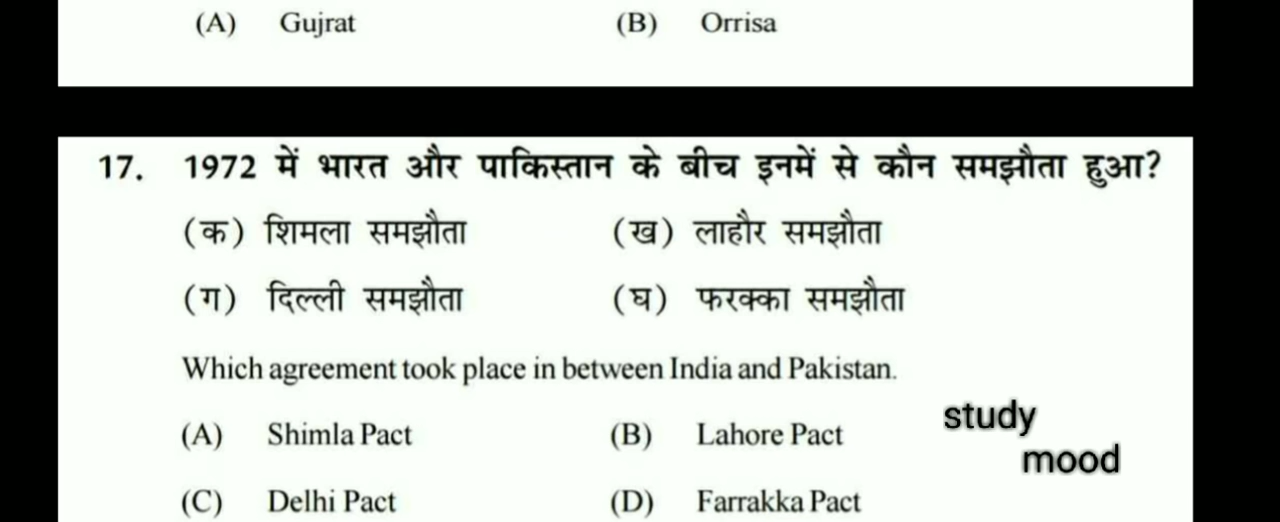 (A) Gujrat (B) Orrisa
17. 1972 में भारत और पाकिस्तान के बीच इनमें से कौन समझौता हुआ?
(क) शिमला समझौता (ख) लाहौर समझौता
(ग) दिल्ली समझौता (घ) फरक्का समझौता
Which agreement took place in between India and Pakistan.
(A) Shimla Pact (B) Lahore Pact
(C) Delhi Pact (D) Farrakka Pact
study
mood